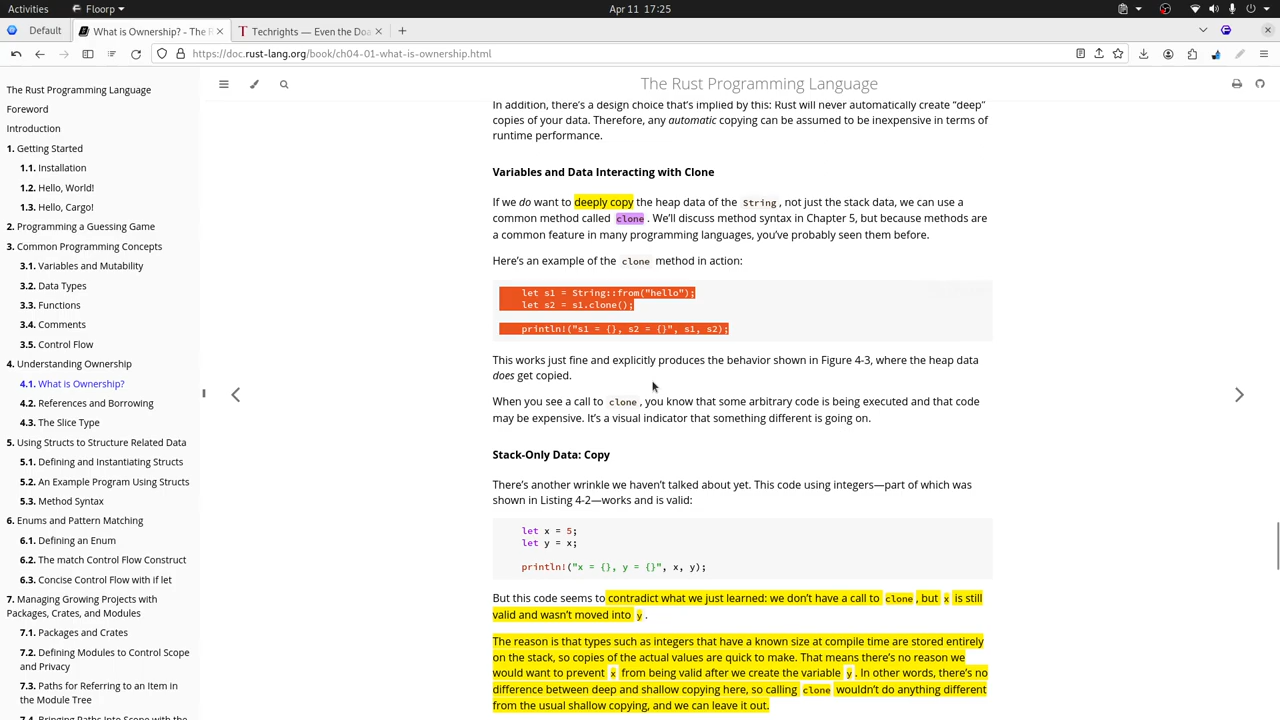 Activities
Floorp
Apr 11 17:25
Default
What is Ownership? - The R
Techrights — Even the Doa
https://doc.rust-lang.org/book/ch04-01-what-is-ownership.html
The Rust Programming Language
Foreword
Introduction
1. Getting Started
1.1. Installation
1.2. Hello, World!
1.3. Hello, Cargo!
2. Programming a Guessing Game
3. Common Programming Concepts
3.1. Variables and Mutability
3.2. Data Types
3.3. Functions
3.4. Comments
3.5. Control Flow
4. Understanding Ownership
4.1. What is Ownership?
4.2. References and Borrowing
4.3. The Slice Type
5. Using Structs to Structure Related Data
5.1. Defining and Instantiating Structs
5.2. An Example Program Using Structs
5.3. Method Syntax
6. Enums and Pattern Matching
6.1. Defining an Enum
6.2. The match Control Flow Construct
6.3. Concise Control Flow with if let
7. Managing Growing Projects with
Packages, Crates, and Modules
7.1. Packages and Crates
7.2. Defining Modules to Control Scope
and Privacy
7.3. Paths for Referring to an Item in
the Module Tree
7.4. Bringing Paths Into Scope with the
The Rust Programming Language
In addition, there’s a design choice that’s implied by this: Rust will never automatically create “deep”
copies of your data. Therefore, any automatic copying can be assumed to be inexpensive in terms of
runtime performance.
Variables and Data Interacting with Clone
If we do want to deeply copy the heap data of the String, not just the stack data, we can use a
common method called clone. We’ll discuss method syntax in Chapter 5, but because methods are
a common feature in many programming languages, you’ve probably seen them before.
Here’s an example of the clone method in action:
let s1 = String::from("hello");
let s2 = s1.clone();
println!("s1 = {}, s2 = {}", s1, s2);
This works just fine and explicitly produces the behavior shown in Figure 4-3, where the heap data
does get copied.
When you see a call to clone, you know that some arbitrary code is being executed and that code
may be expensive. It’s a visual indicator that something different is going on.
Stack-Only Data: Copy
There’s another wrinkle we haven’t talked about yet. This code using integers—part of which was
shown in Listing 4-2—works and is valid:
let x = 5;
let y = x;
println!("x = {}, y = {}", x, y);
But this code seems to contradict what we just learned: we don’t have a call to clone, but x is still
valid and wasn’t moved into y.
The reason is that types such as integers that have a known size at compile time are stored entirely
on the stack, so copies of the actual values are quick to make. That means there’s no reason we
would want to prevent x from being valid after we create the variable y. In other words, there’s no
difference between deep and shallow copying here, so calling clone wouldn’t do anything different
from the usual shallow copying, and we can leave it out.